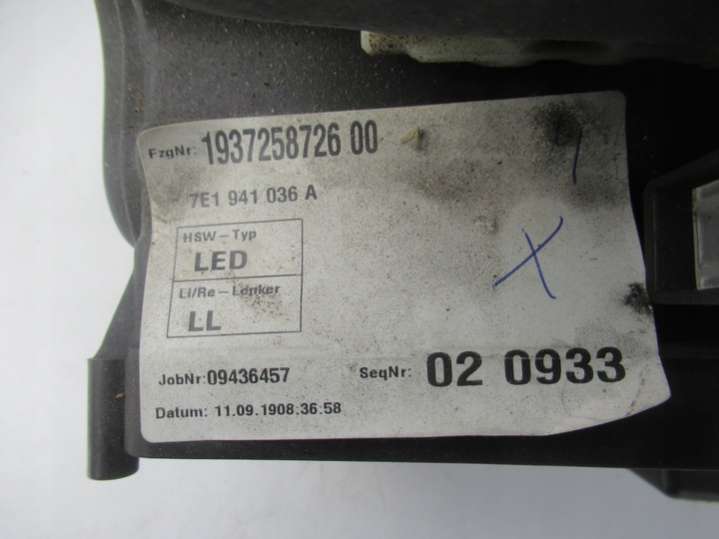 FzgNr: 1937258726 00
7E1 941 036 A
HSW-Typ
LED
Li/Re-Lenker
LL
JobNr:09436457 SeqNr: 02 0933
Datum: 11.09.1908:36:58